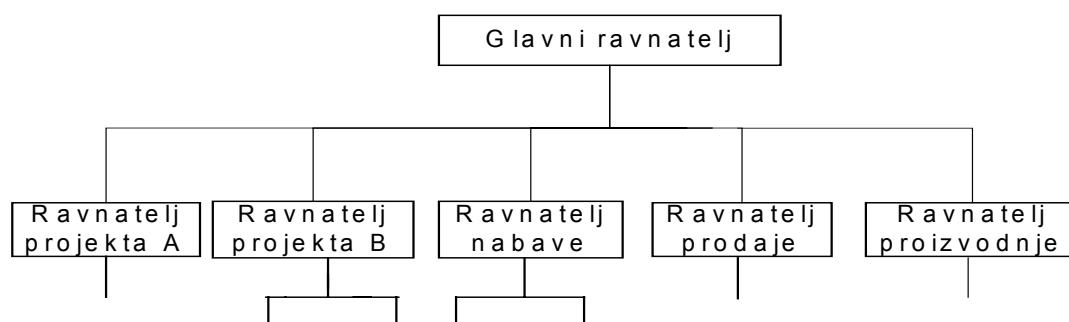 Glavni ravnatelj
Ravnatelj
projekta A
Ravnatelj
projekta B
Ravnatelj
nabave
Ravnatelj
prodaje
Ravnatelj
proizvodnje